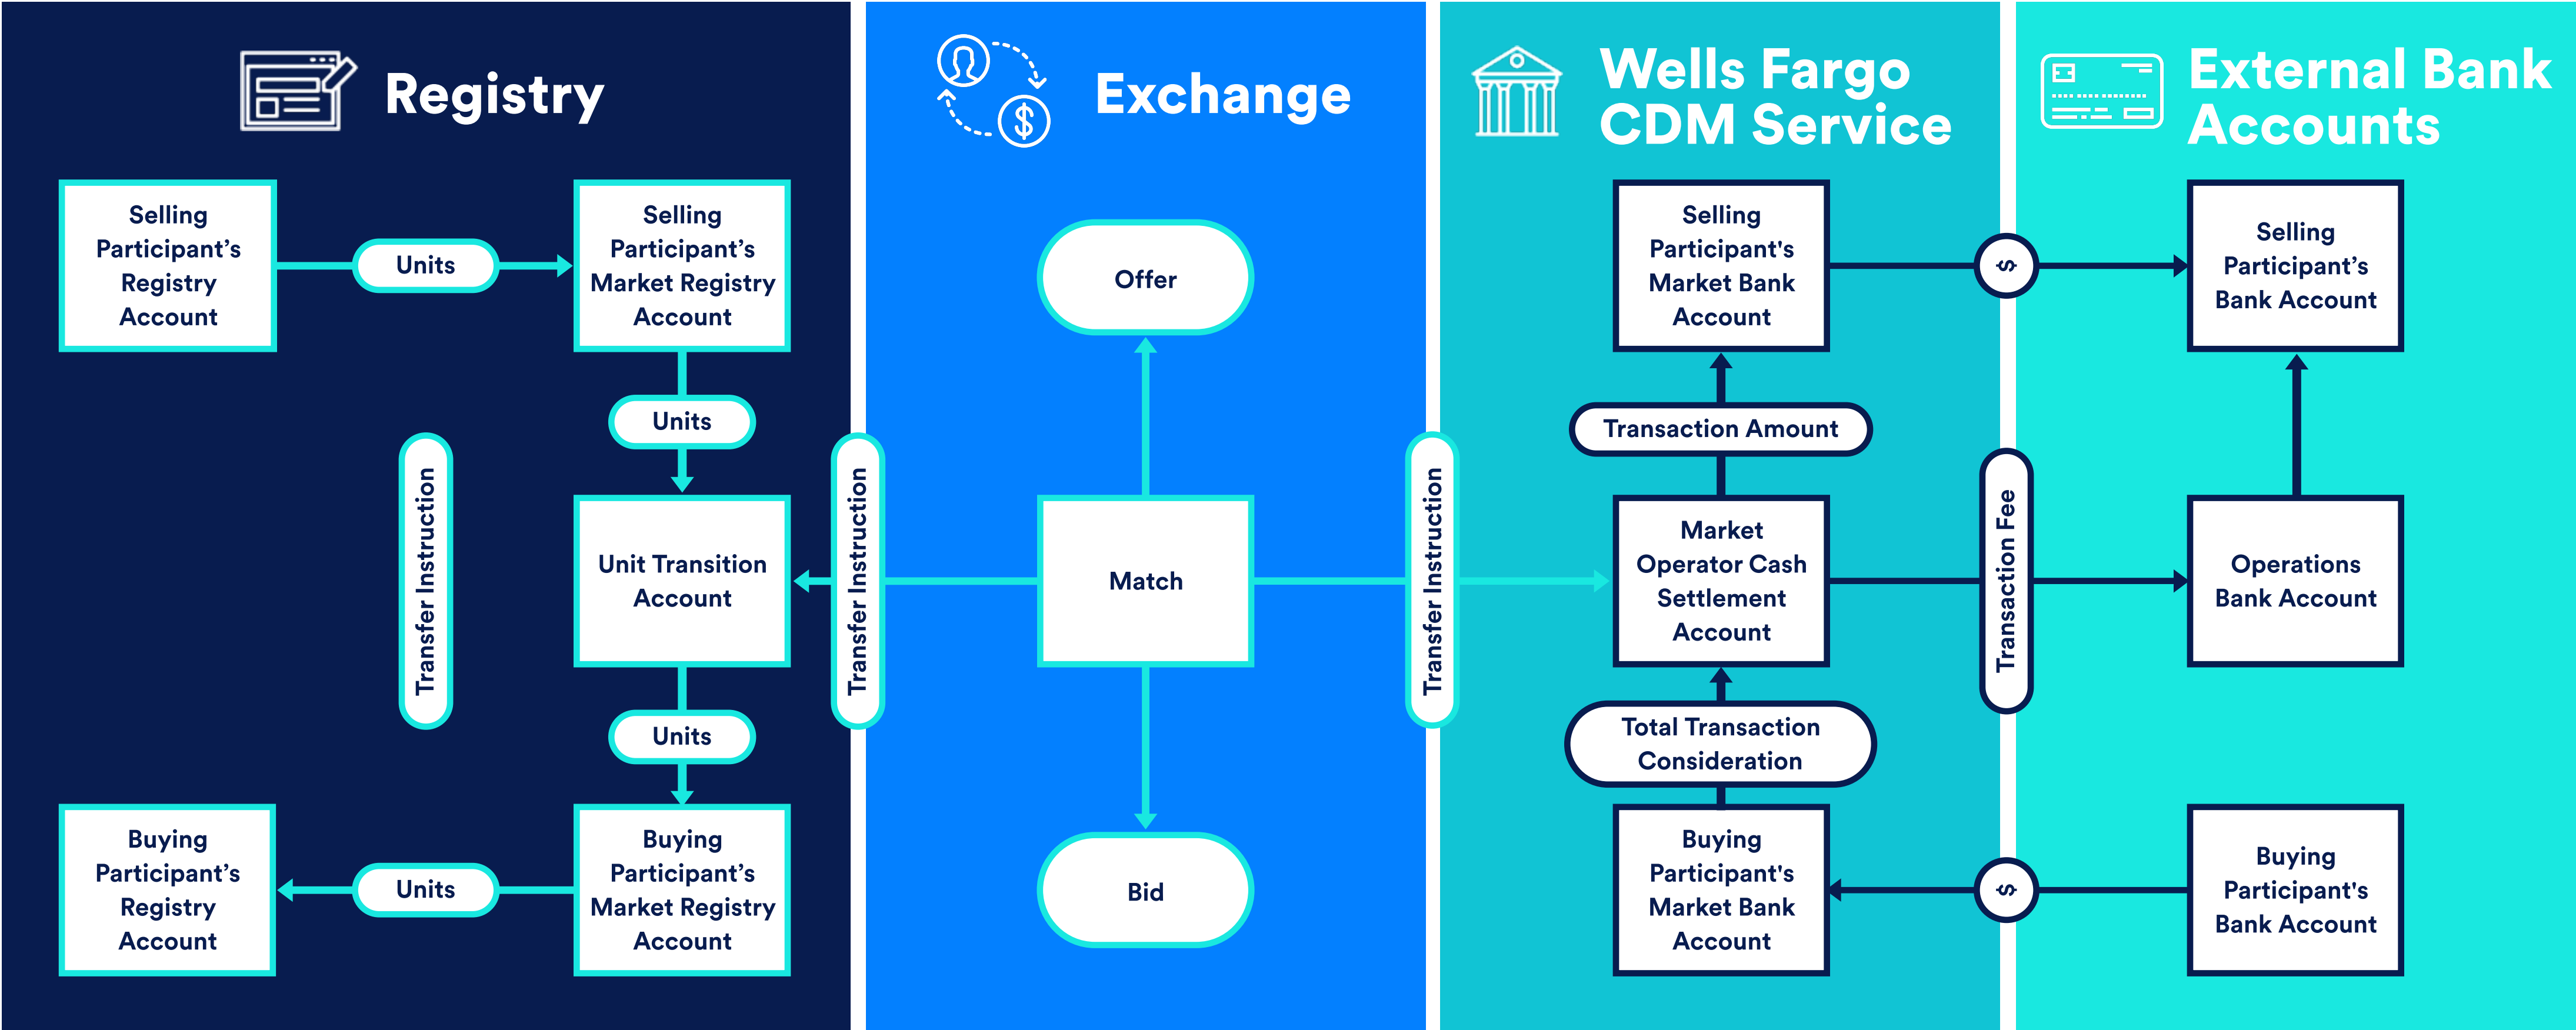 Registry
Selling
Participant’s
Registry
Account
Units
Selling
Participant’s
Market Registry
Account
Units
Transfer Instruction
Unit Transition
Account
Units
Buying
Participant’s
Registry
Account
Units
Buying
Participant’s
Market Registry
Account
Transfer Instruction
Exchange
$
Offer
Match
Bid
Transfer Instruction
Wells Fargo
CDM Service
Selling
Participant's
Market Bank
Account
Transaction Amount
Market
Operator Cash
Settlement
Account
Total Transaction
Consideration
Buying
Participant's
Market Bank
Account
$
Transaction Fee
$
External Bank
Accounts
Selling
Participant’s
Bank Account
Operations
Bank Account
Buying
Participant's
Bank Account